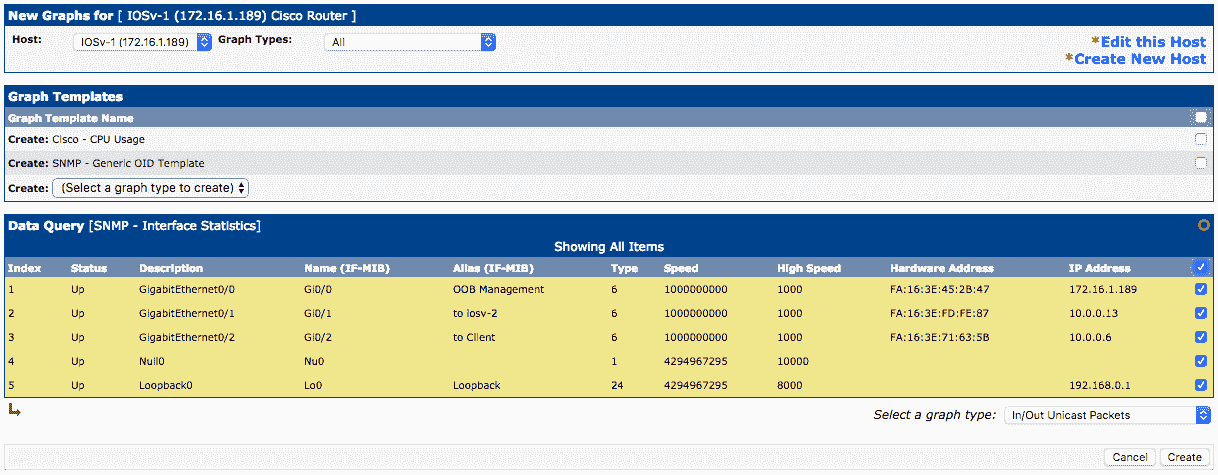 New Graphs for [ IOSv-1 (172.16.1.189) Cisco Router ]
Host: IOSv-1 (172.16.1.189) Graph Types: All
*Edit this Host
*Create New Host
Graph Templates
Graph Template Name
Create: Cisco - CPU Usage
Create: SNMP - Generic OID Template
Create: (Select a graph type to create)
Data Query [SNMP - Interface Statistics]
Showing All Items
Index Status Description Name (IF-MIB) Alias (IF-MIB) Type Speed High Speed Hardware Address IP Address
1 Up GigabitEthernet0/0 Gi0/0 OOB Management 6 1000000000 1000 FA:16:3E:45:2B:47 172.16.1.189
2 Up GigabitEthernet0/1 Gi0/1 to iosv-2 6 1000000000 1000 FA:16:3E:FD:FE:87 10.0.0.13
3 Up GigabitEthernet0/2 Gi0/2 to Client 6 1000000000 1000 FA:16:3E:71:63:5B 10.0.0.6
4 Up Null0 Nu0 1 4294967295 10000
5 Up Loopback0 Lo0 Loopback 24 4294967295 8000 192.168.0.1
Select a graph type: In/Out Unicast Packets
Cancel Create